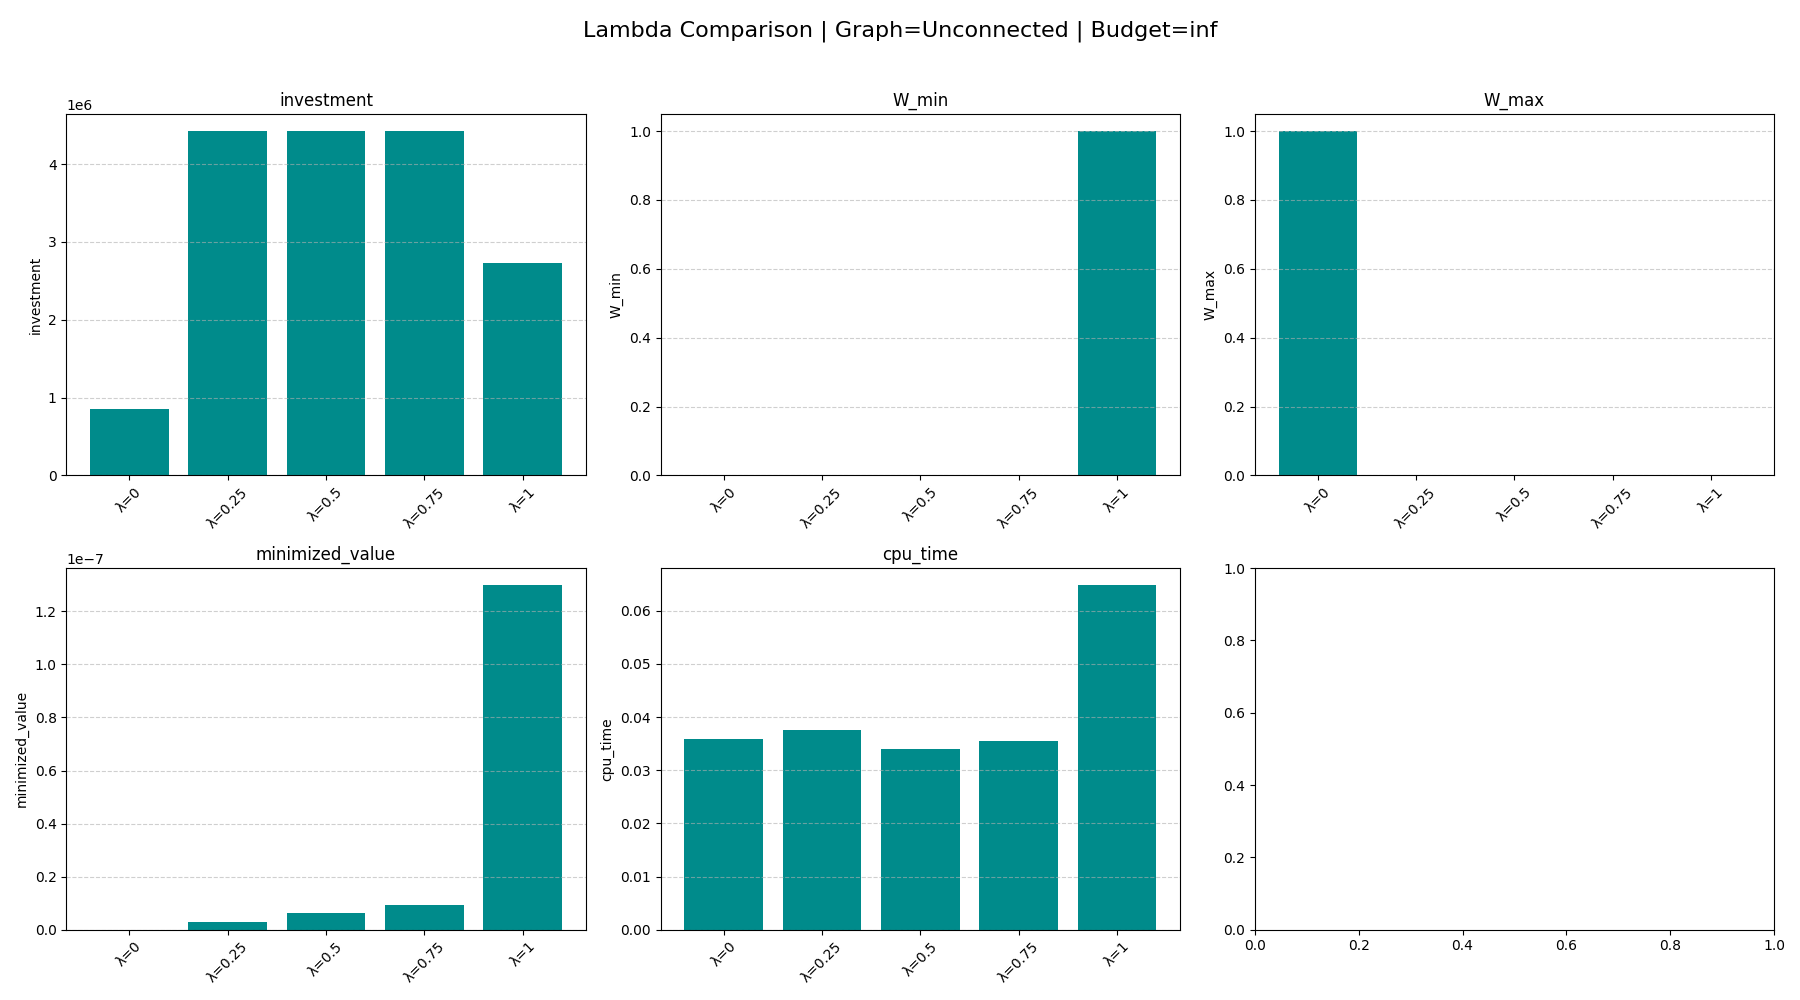 Lambda Comparison | Graph=Unconnected | Budget=inf
investment
1e6
investment
4
3
2
1
0
λ=0
λ=0.25
λ=0.5
λ=0.75
λ=1
W_min
W_min
1.0
0.8
0.6
0.4
0.2
0.0
λ=0
λ=0.25
λ=0.5
λ=0.75
λ=1
W_max
W_max
1.0
0.8
0.6
0.4
0.2
0.0
λ=0
λ=0.25
λ=0.5
λ=0.75
λ=1
minimized_value
1e−7
minimized_value
1.2
1.0
0.8
0.6
0.4
0.2
0.0
λ=0
λ=0.25
λ=0.5
λ=0.75
λ=1
cpu_time
cpu_time
0.06
0.05
0.04
0.03
0.02
0.01
0.00
λ=0
λ=0.25
λ=0.5
λ=0.75
λ=1
1.0
0.8
0.6
0.4
0.2
0.0
0.0 0.2 0.4 0.6 0.8 1.0